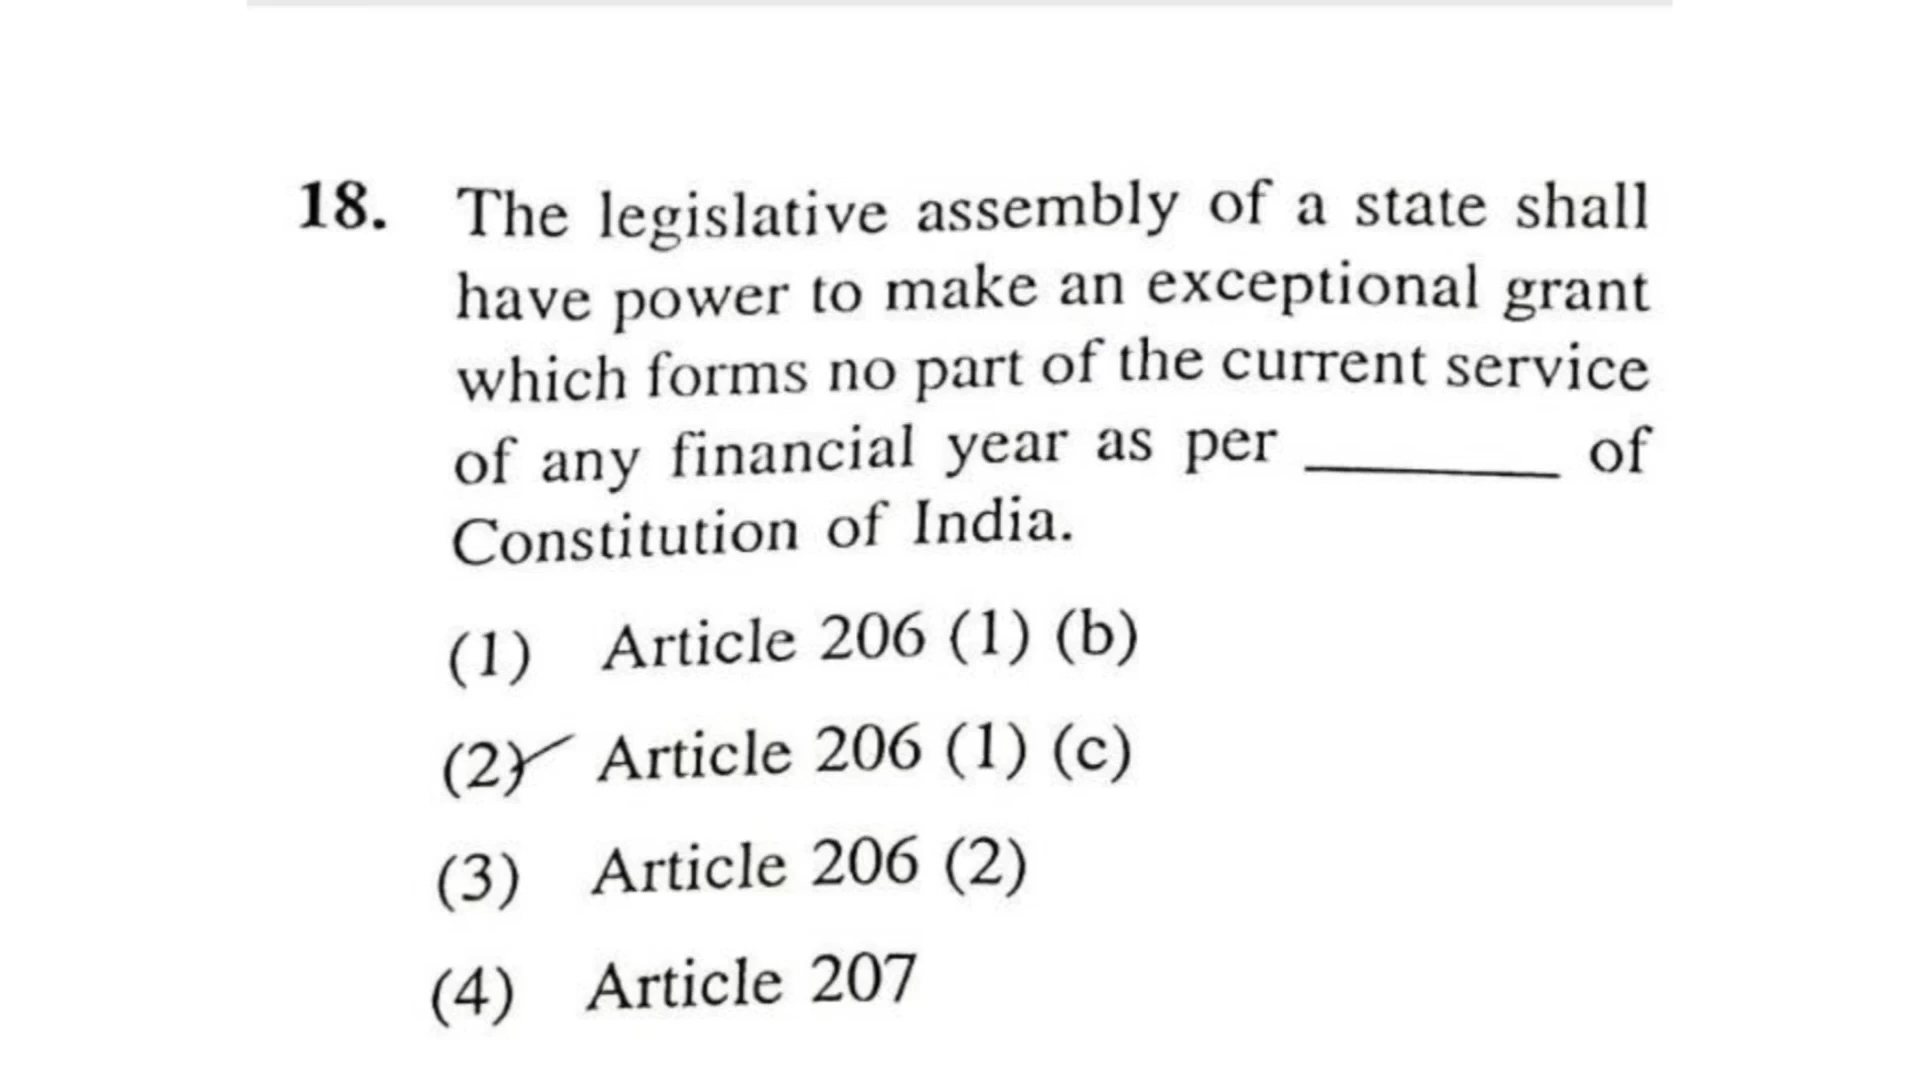 18. The legislative assembly of a state shall
have power to make an exceptional grant
which forms no part of the current service
of any financial year as per ________ of
Constitution of India.
(1) Article 206 (1) (b)
(2) Article 206 (1) (c)
(3) Article 206 (2)
(4) Article 207